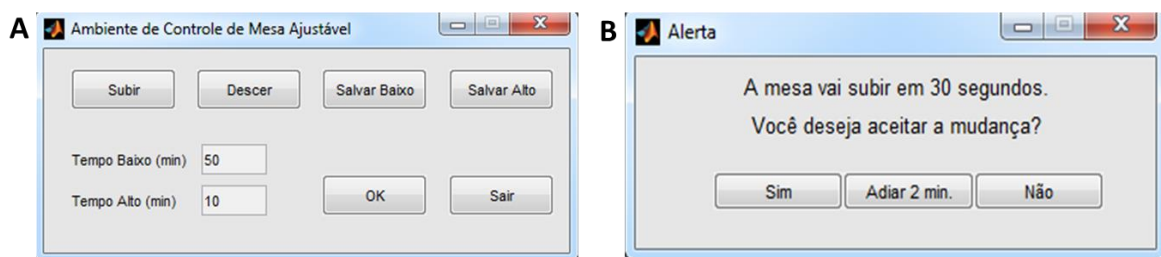 A
Ambiente de Controle de Mesa Ajustável
Subir Descer Salvar Baixo Salvar Alto
Tempo Baixo (min) 50
Tempo Alto (min) 10
OK Sair
B
Alerta
A mesa vai subir em 30 segundos.
Você deseja aceitar a mudança?
Sim Adiar 2 min. Não